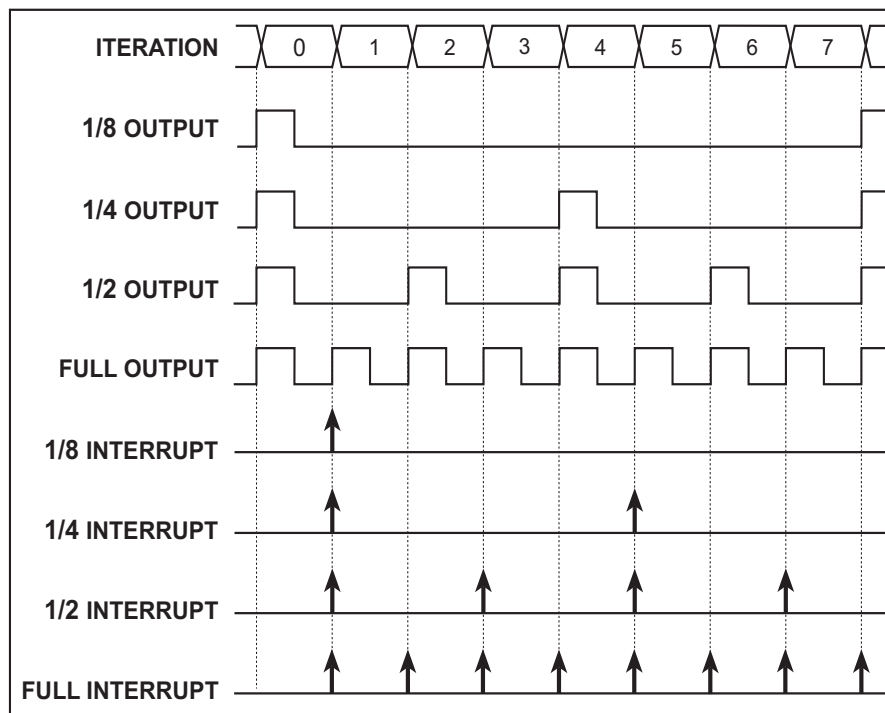 ITERATION 0 1 2 3 4 5 6 7
1/8 OUTPUT
1/4 OUTPUT
1/2 OUTPUT
FULL OUTPUT
1/8 INTERRUPT
1/4 INTERRUPT
1/2 INTERRUPT
FULL INTERRUPT